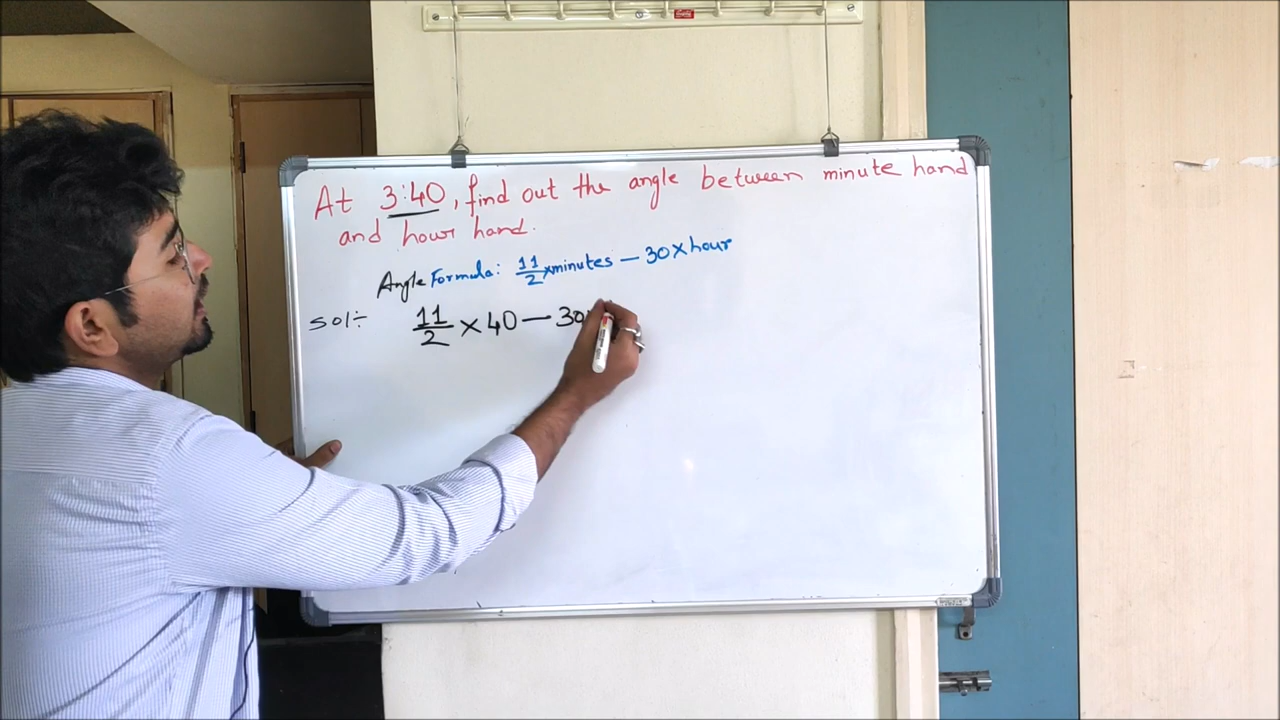 At 3:40, find out the angle between minute hand
and hour hand.
Angle Formula: 11/2 x minutes - 30 x hour
Sol:- 11/2 x 40 - 30